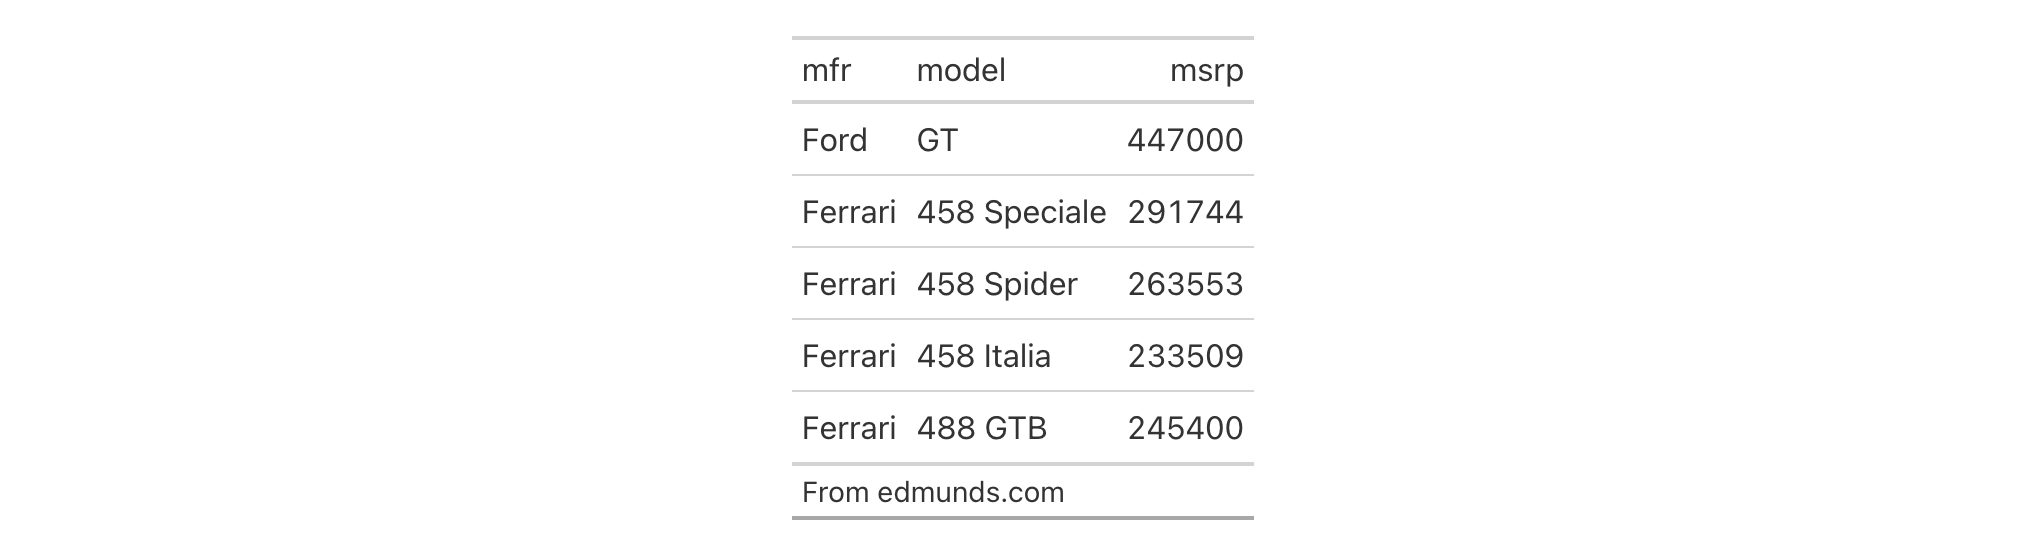 mfr model msrp
Ford GT 447000
Ferrari 458 Speciale 291744
Ferrari 458 Spider 263553
Ferrari 458 Italia 233509
Ferrari 488 GTB 245400
From edmunds.com